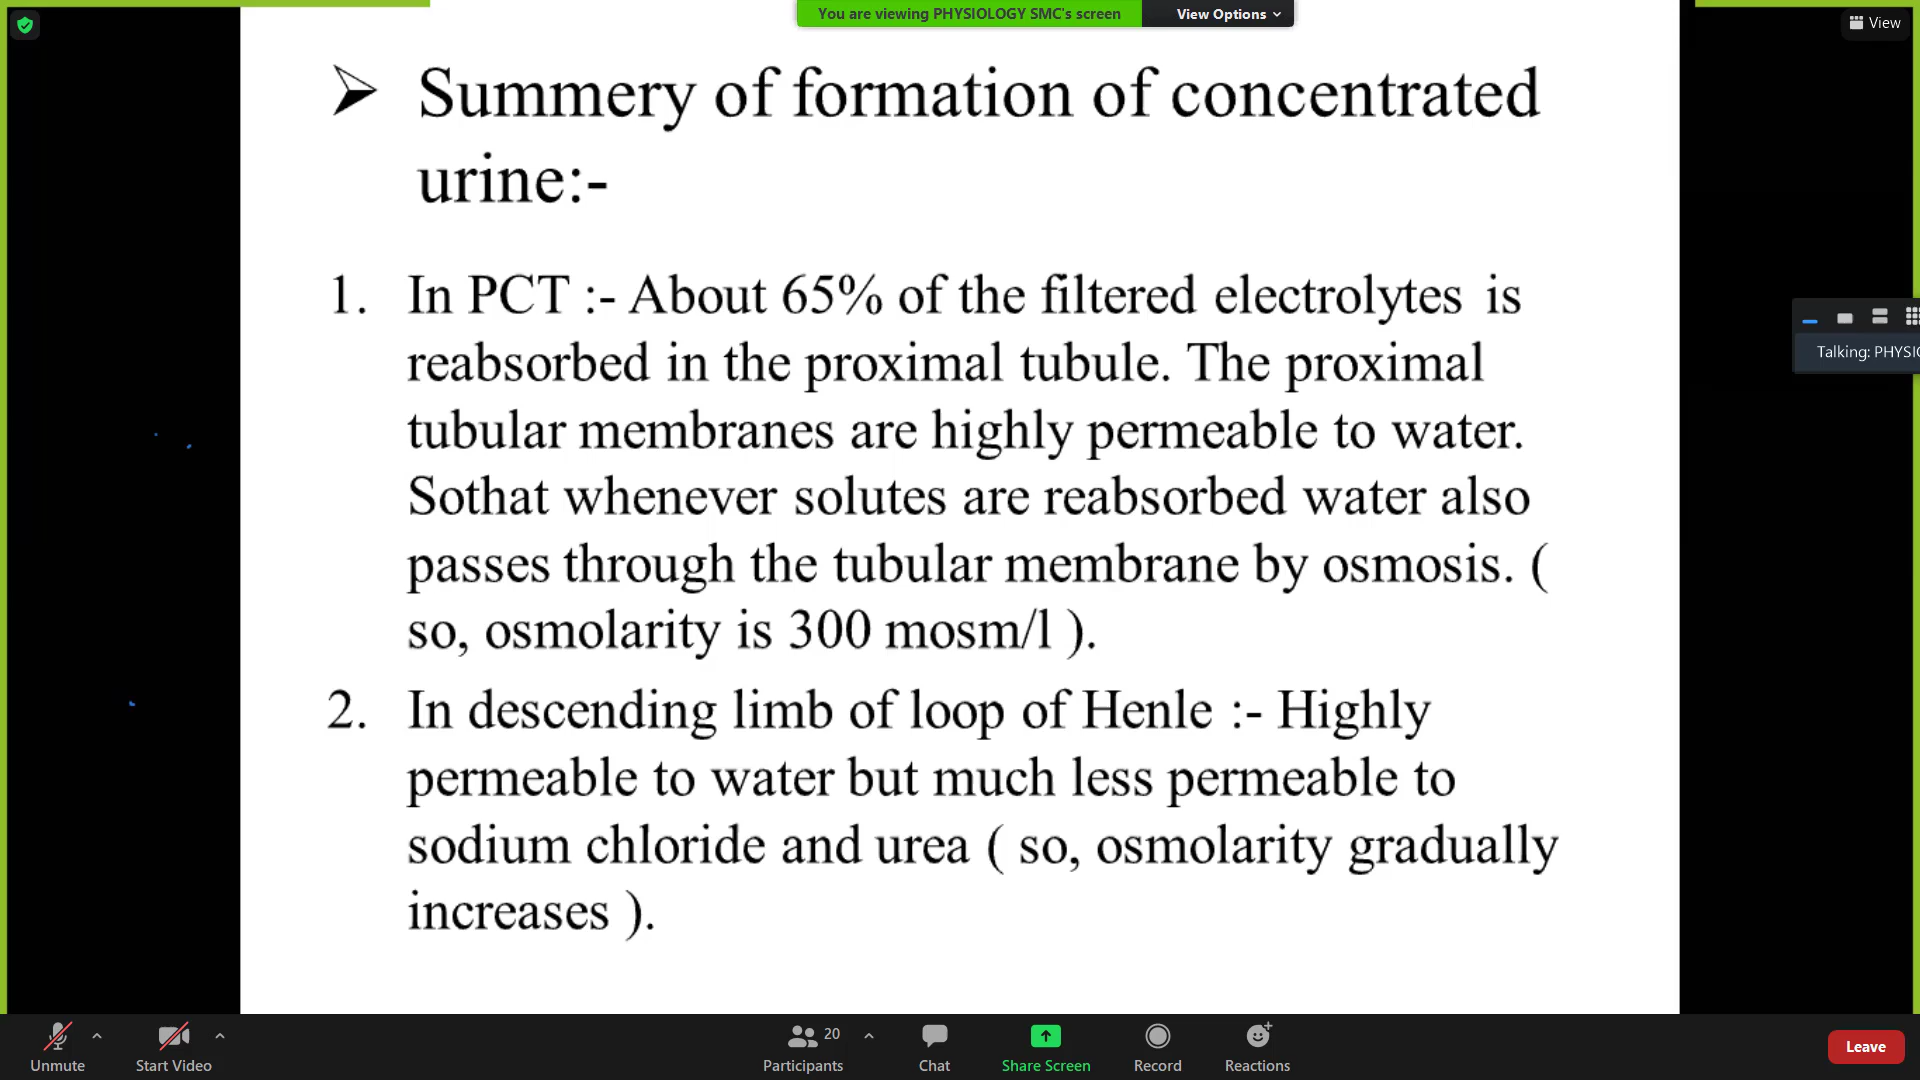 You are viewing PHYSIOLOGY SMC's screen
View Options
View
➢ Summery of formation of concentrated
urine:-
1. In PCT :- About 65% of the filtered electrolytes is
reabsorbed in the proximal tubule. The proximal
tubular membranes are highly permeable to water.
Sothat whenever solutes are reabsorbed water also
passes through the tubular membrane by osmosis. (
so, osmolarity is 300 mosm/l ).
2. In descending limb of loop of Henle :- Highly
permeable to water but much less permeable to
sodium chloride and urea ( so, osmolarity gradually
increases ).
Talking: PHYSIO
Unmute
Start Video
20
Participants
Chat
Share Screen
Record
Reactions
Leave